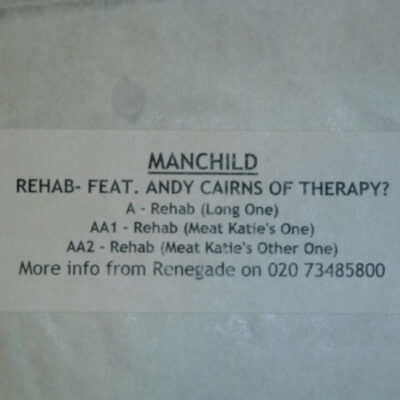 MANCHILD
REHAB- FEAT. ANDY CAIRNS OF THERAPY?
A - Rehab (Long One)
AA1 - Rehab (Meat Katie's One)
AA2 - Rehab (Meat Katie's Other One)
More info from Renegade on 020 73485800